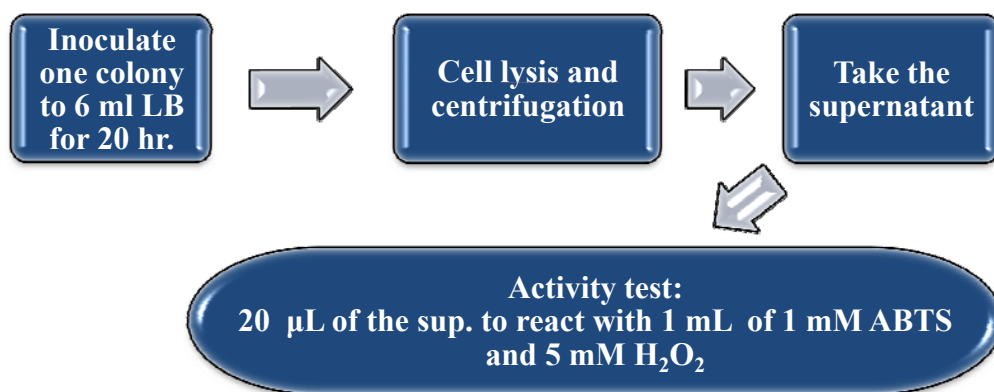 Inoculate
one colony
to 6 ml LB
for 20 hr.
Cell lysis and
centrifugation
Take the
supernatant
Activity test:
20 μL of the sup. to react with 1 mL of 1 mM ABTS
and 5 mM H₂O₂